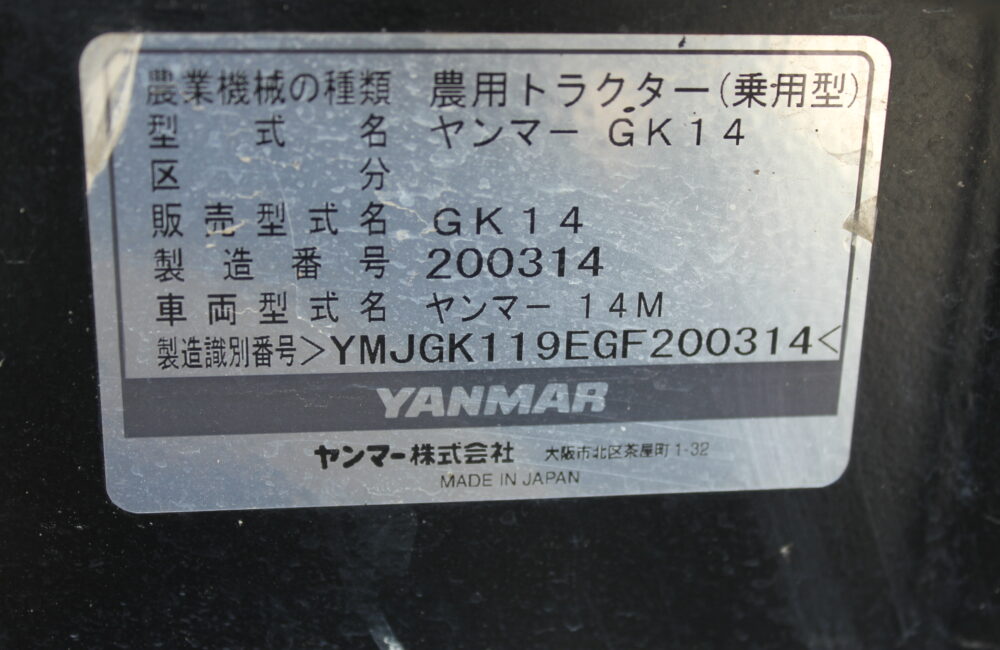 農業機械の種類 農用トラクター(乗用型)
型式名 ヤンマー GK14
区分
販売型式名 GK14
製造番号 200314
車両型式名 ヤンマー 14M
製造識別番号>YMJGK119EGF200314<
YANMAR
ヤンマー株式会社 大阪市北区茶屋町1-32
MADE IN JAPAN